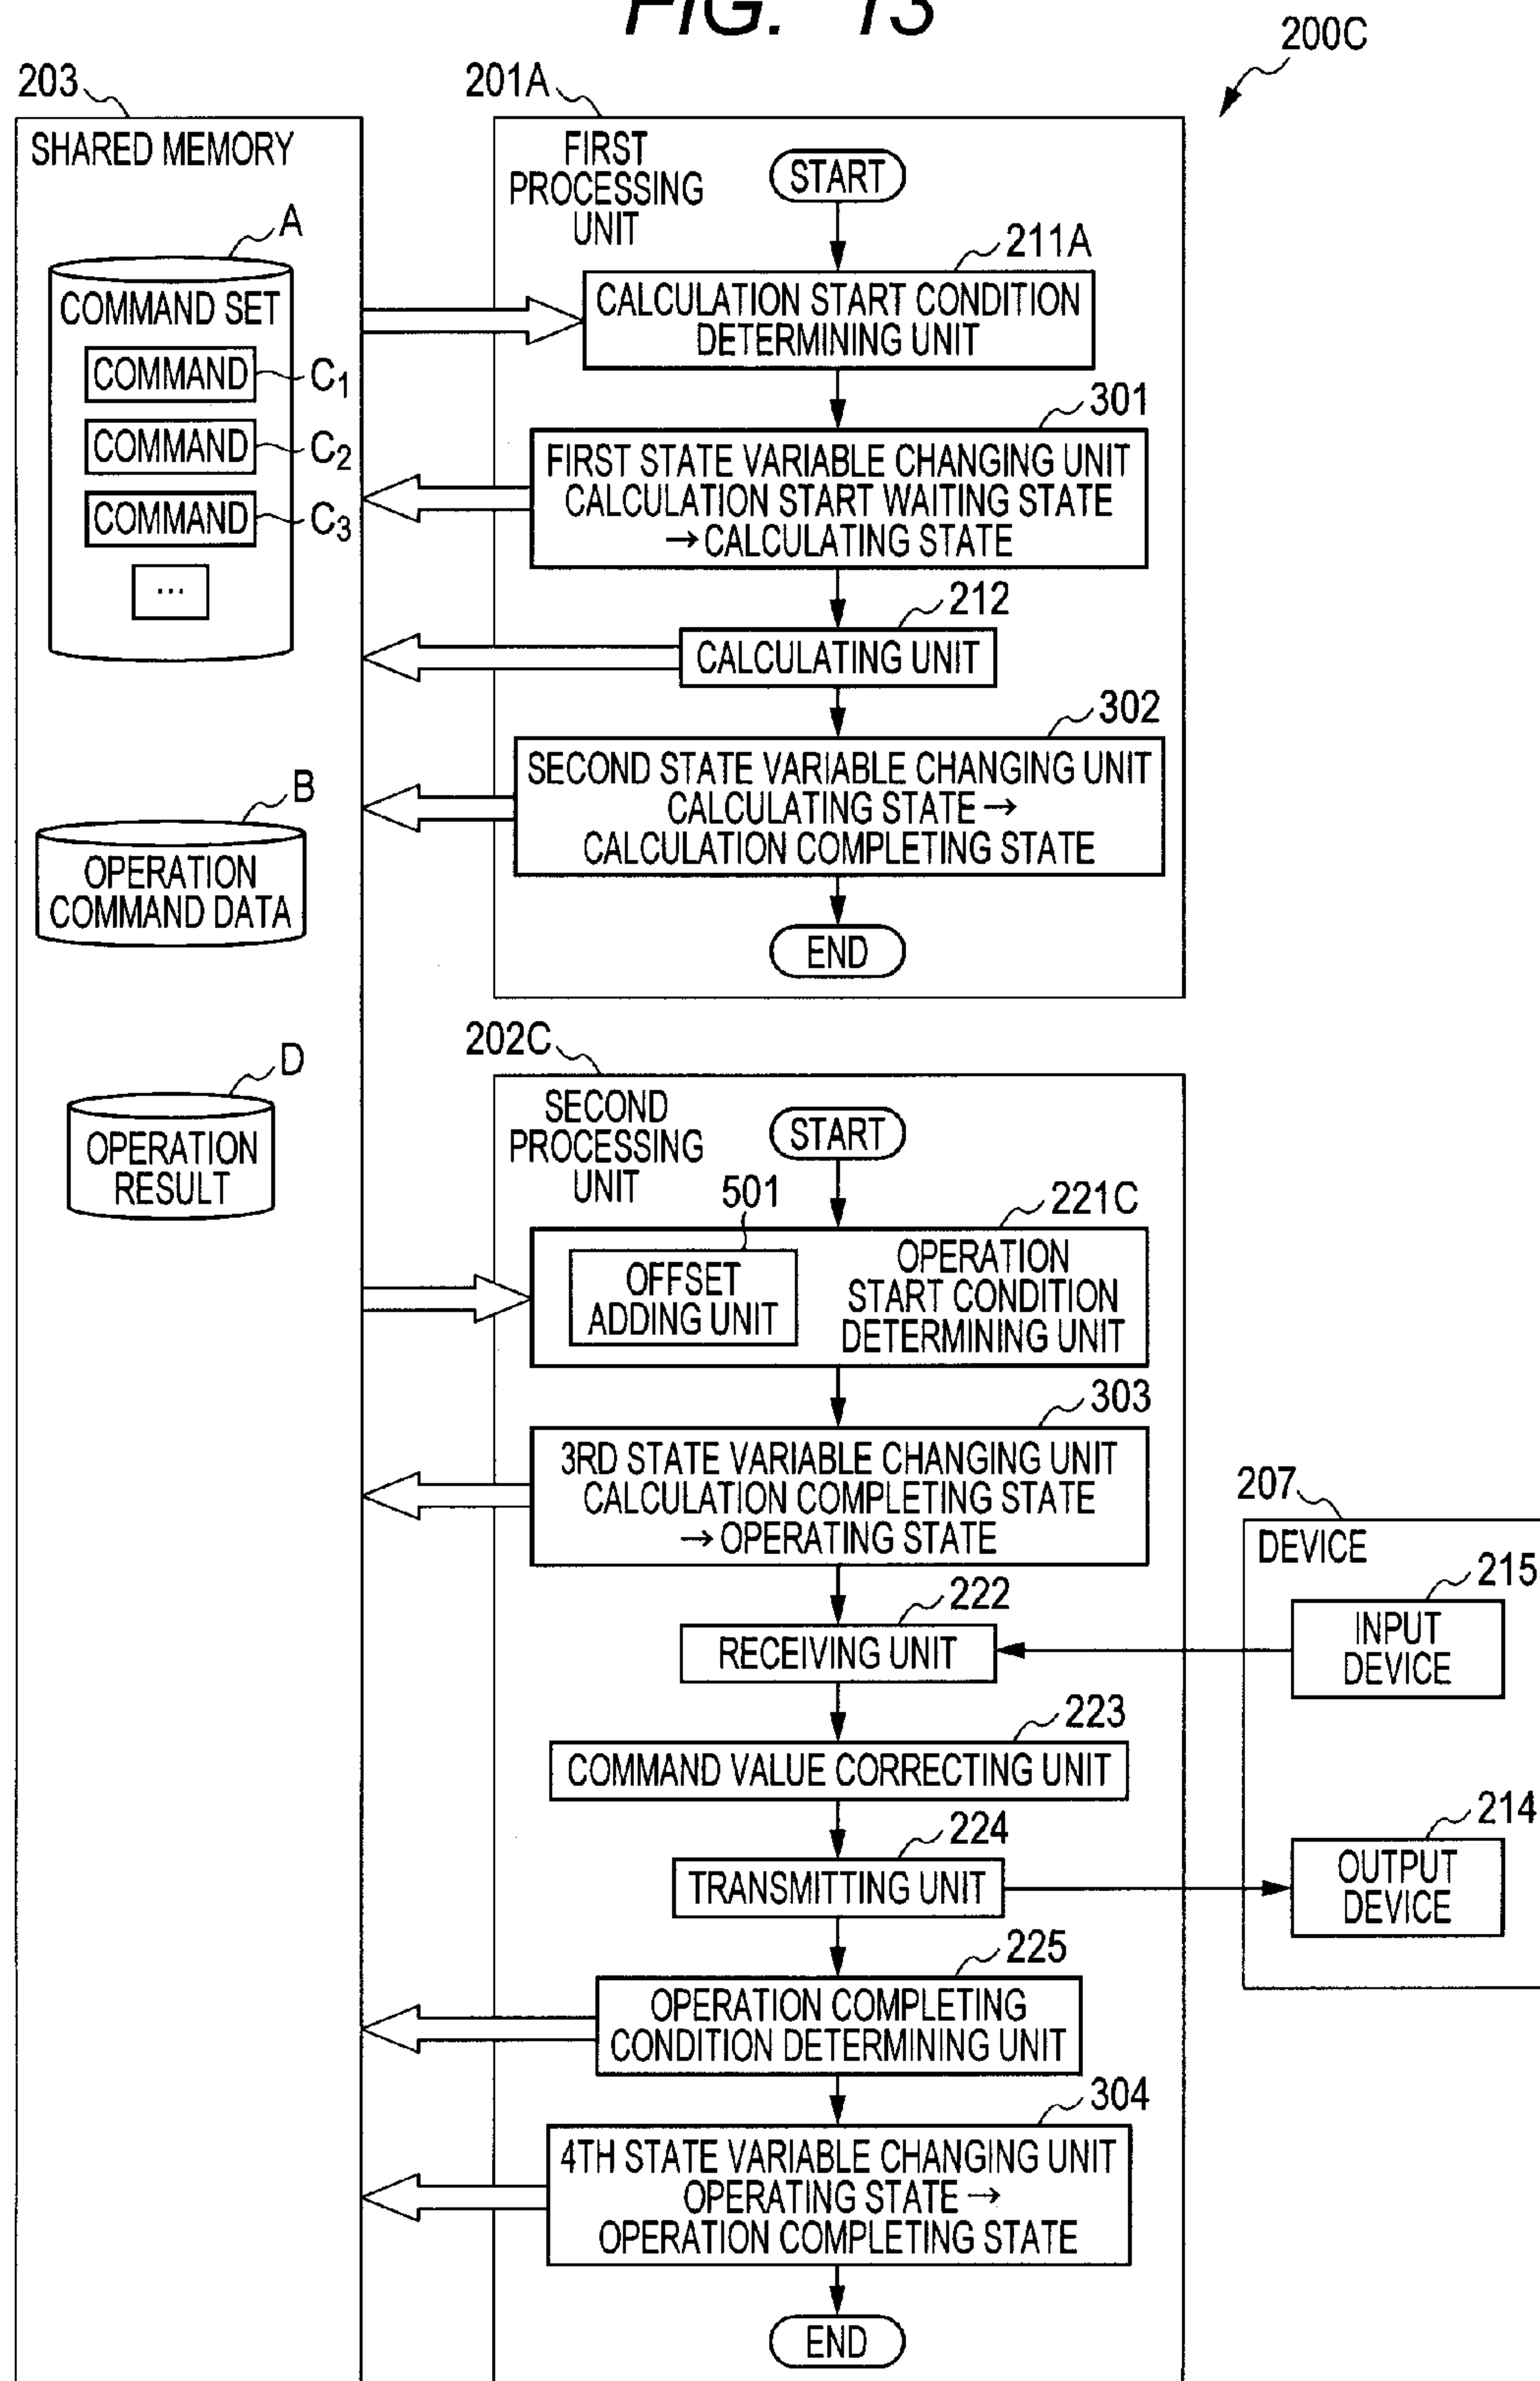 FIG. 13
200C
203
SHARED MEMORY
A
COMMAND SET
COMMAND
C1
COMMAND
C2
COMMAND
C3
...
B
OPERATION
COMMAND DATA
D
OPERATION
RESULT
201A
FIRST
PROCESSING
UNIT
START
211A
CALCULATION START CONDITION
DETERMINING UNIT
301
FIRST STATE VARIABLE CHANGING UNIT
CALCULATION START WAITING STATE
→CALCULATING STATE
212
CALCULATING UNIT
302
SECOND STATE VARIABLE CHANGING UNIT
CALCULATING STATE→
CALCULATION COMPLETING STATE
END
202C
SECOND
PROCESSING
UNIT
START
501
OFFSET
ADDING UNIT
221C
OPERATION
START CONDITION
DETERMINING UNIT
303
3RD STATE VARIABLE CHANGING UNIT
CALCULATION COMPLETING STATE
→OPERATING STATE
222
RECEIVING UNIT
223
COMMAND VALUE CORRECTING UNIT
224
TRANSMITTING UNIT
225
OPERATION COMPLETING
CONDITION DETERMINING UNIT
304
4TH STATE VARIABLE CHANGING UNIT
OPERATING STATE→
OPERATION COMPLETING STATE
END
207
DEVICE
215
INPUT
DEVICE
214
OUTPUT
DEVICE